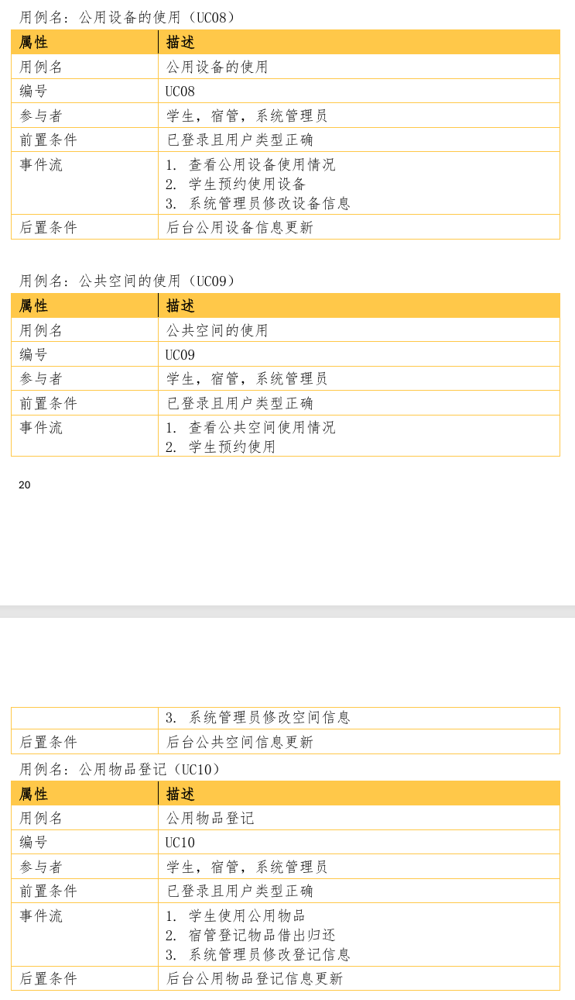 用例名：公用设备的使用（UC08）
属性 描述
用例名 公用设备的使用
编号 UC08
参与者 学生，宿管，系统管理员
前置条件 已登录且用户类型正确
事件流 1. 查看公用设备使用情况
2. 学生预约使用设备
3. 系统管理员修改设备信息
后置条件 后台公用设备信息更新
用例名：公共空间的使用（UC09）
属性 描述
用例名 公共空间的使用
编号 UC09
参与者 学生，宿管，系统管理员
前置条件 已登录且用户类型正确
事件流 1. 查看公共空间使用情况
2. 学生预约使用
20
3. 系统管理员修改空间信息
后置条件 后台公共空间信息更新
用例名：公用物品登记（UC10）
属性 描述
用例名 公用物品登记
编号 UC10
参与者 学生，宿管，系统管理员
前置条件 已登录且用户类型正确
事件流 1. 学生使用公用物品
2. 宿管登记物品借出归还
3. 系统管理员修改登记信息
后置条件 后台公用物品登记信息更新